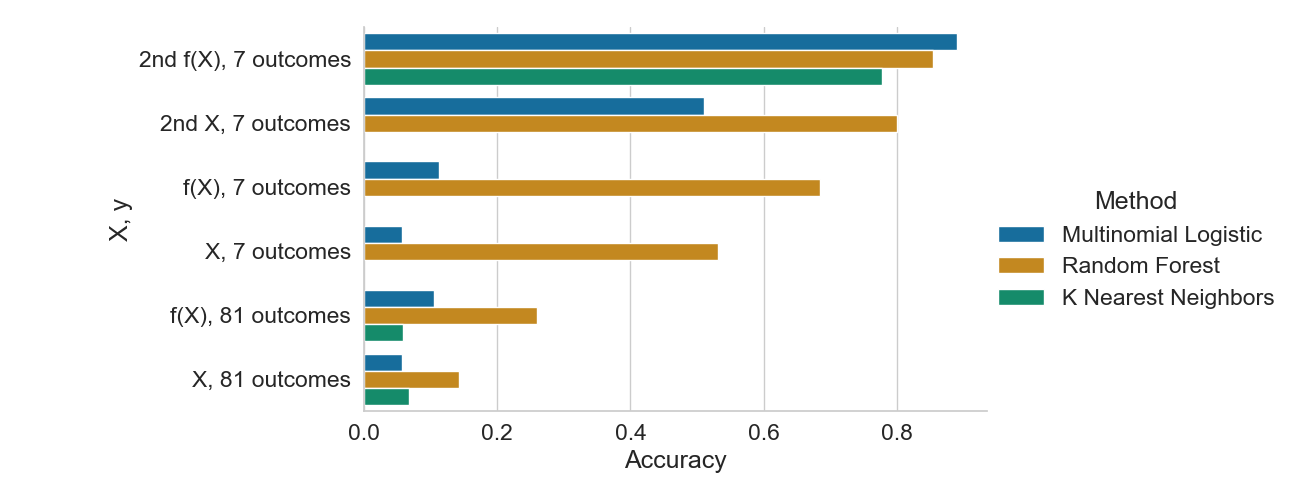 2nd f(X), 7 outcomes
2nd X, 7 outcomes
f(X), 7 outcomes
X, 7 outcomes
f(X), 81 outcomes
X, 81 outcomes
X, y
0.0 0.2 0.4 0.6 0.8
Accuracy
Method
Multinomial Logistic
Random Forest
K Nearest Neighbors